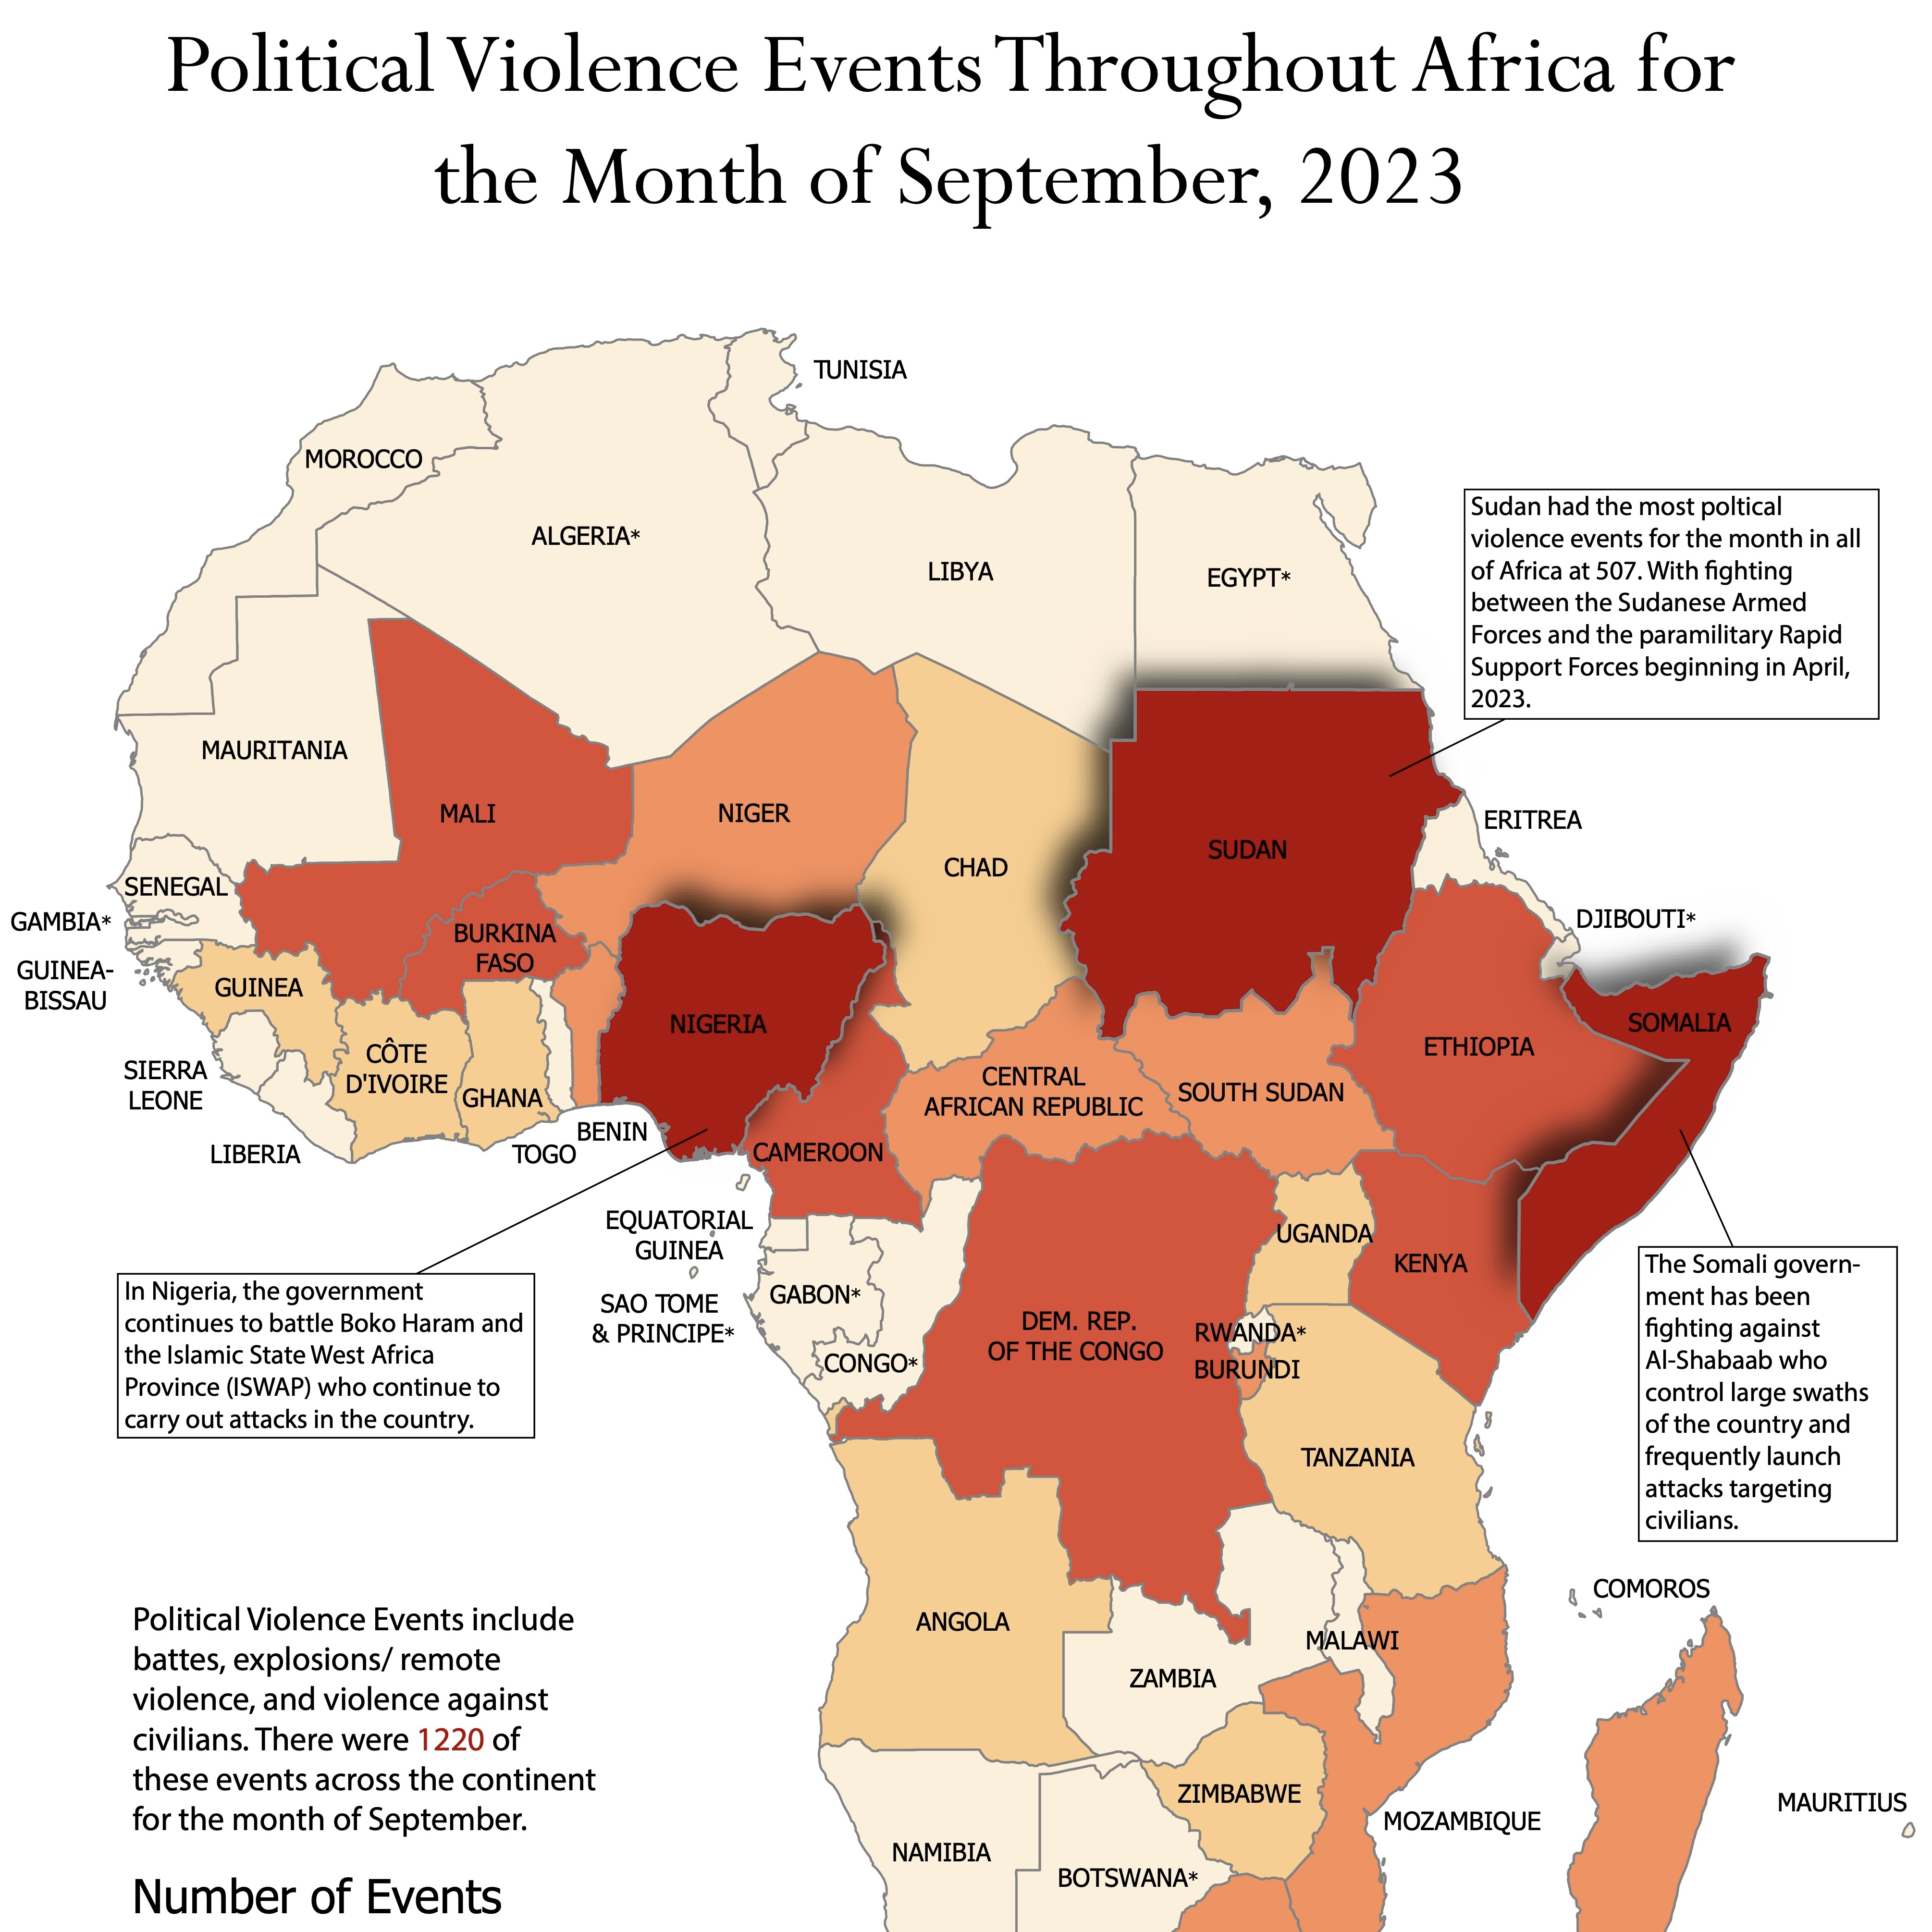 Political Violence Events Throughout Africa for
the Month of September, 2023
TUNISIA
MOROCCO
ALGERIA*
LIBYA
EGYPT*
Sudan had the most poltical
violence events for the month in all
of Africa at 507. With fighting
between the Sudanese Armed
Forces and the paramilitary Rapid
Support Forces beginning in April,
2023.
MAURITANIA
MALI
NIGER
CHAD
SUDAN
ERITREA
SENEGAL
GAMBIA*
GUINEA-
BISSAU
GUINEA
BURKINA
FASO
DJIBOUTI*
NIGERIA
SOMALIA
ETHIOPIA
SIERRA
LEONE
CÔTE
D'IVOIRE
GHANA
CENTRAL
AFRICAN REPUBLIC
SOUTH SUDAN
LIBERIA
TOGO
BENIN
CAMEROON
EQUATORIAL
GUINEA
UGANDA
KENYA
In Nigeria, the government
continues to battle Boko Haram and
the Islamic State West Africa
Province (ISWAP) who continue to
carry out attacks in the country.
SAO TOME
& PRINCIPE*
GABON*
CONGO*
DEM. REP.
OF THE CONGO
RWANDA*
BURUNDI
The Somali govern-
ment has been
fighting against
Al-Shabaab who
control large swaths
of the country and
frequently launch
attacks targeting
civilians.
TANZANIA
COMOROS
ANGOLA
MALAWI
ZAMBIA
Political Violence Events include
battes, explosions/ remote
violence, and violence against
civilians. There were 1220 of
these events across the continent
for the month of September.
ZIMBABWE
MOZAMBIQUE
MAURITIUS
NAMIBIA
BOTSWANA*
Number of Events